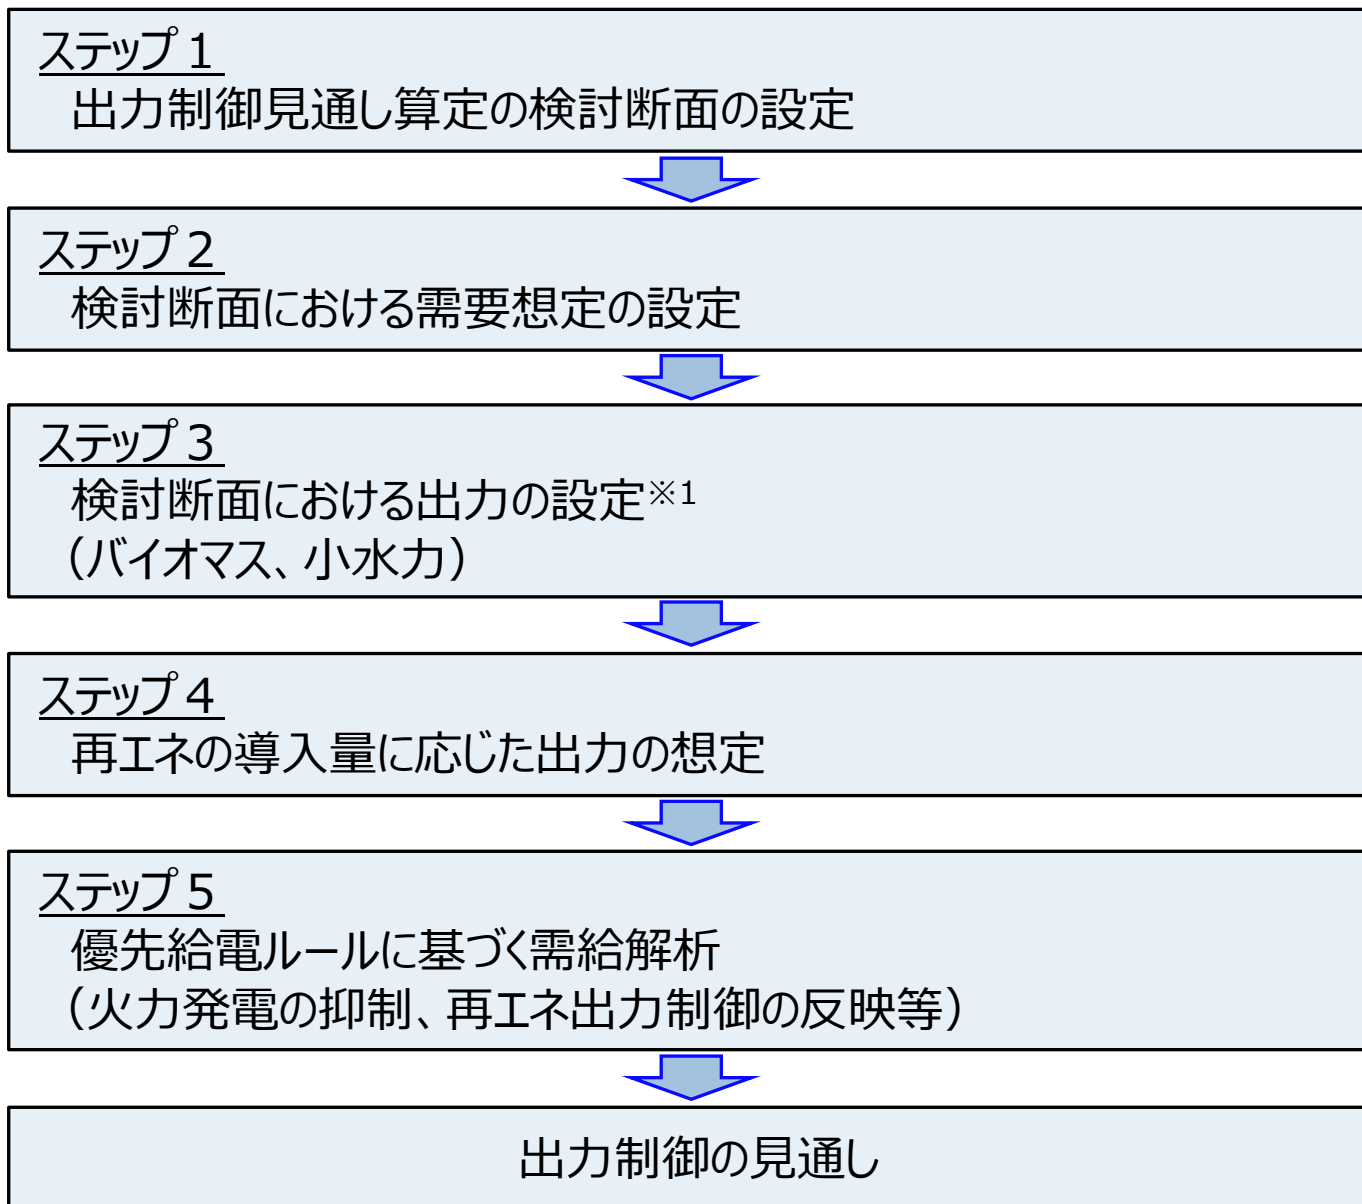 ステップ1
出力制御見通し算定の検討断面の設定
ステップ2
検討断面における需要想定の設定
ステップ3
検討断面における出力の設定※1
（バイオマス、小水力）
ステップ4
再エネの導入量に応じた出力の想定
ステップ5
優先給電ルールに基づく需給解析
（火力発電の抑制、再エネ出力制御の反映等）
出力制御の見通し